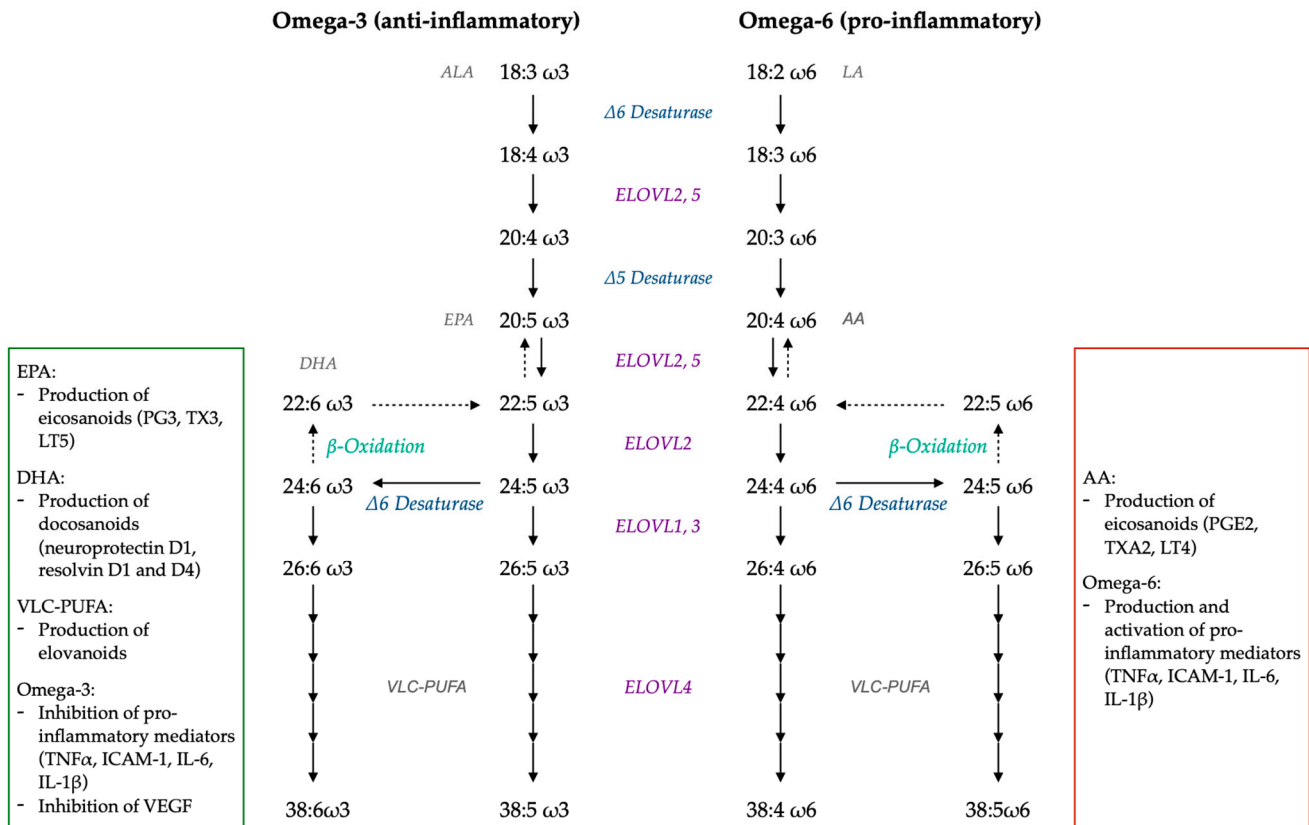 Omega-3 (anti-inflammatory) Omega-6 (pro-inflammatory)
ALA 18:3 ω3 18:2 ω6 LA
Δ6 Desaturase
18:4 ω3 18:3 ω6
ELOVL2, 5
20:4 ω3 20:3 ω6
Δ5 Desaturase
EPA 20:5 ω3 20:4 ω6 AA
DHA ELOVL2, 5
22:6 ω3 22:5 ω3 22:4 ω6 22:5 ω6
β-Oxidation ELOVL2 β-Oxidation
24:6 ω3 24:5 ω3 24:4 ω6 24:5 ω6
Δ6 Desaturase Δ6 Desaturase
ELOVL1, 3
26:6 ω3 26:5 ω3 26:4 ω6 26:5 ω6
VLC-PUFA ELOVL4 VLC-PUFA
38:6ω3 38:5 ω3 38:4 ω6 38:5ω6
EPA:
- Production of
eicosanoids (PG3, TX3,
LT5)
DHA:
- Production of
docosanoids
(neuroprotectin D1,
resolvin D1 and D4)
VLC-PUFA:
- Production of
elovanoids
Omega-3:
- Inhibition of pro-
inflammatory mediators
(TNFα, ICAM-1, IL-6,
IL-1β)
- Inhibition of VEGF
AA:
- Production of
eicosanoids (PGE2,
TXA2, LT4)
Omega-6:
- Production and
activation of pro-
inflammatory mediators
(TNFα, ICAM-1, IL-6,
IL-1β)